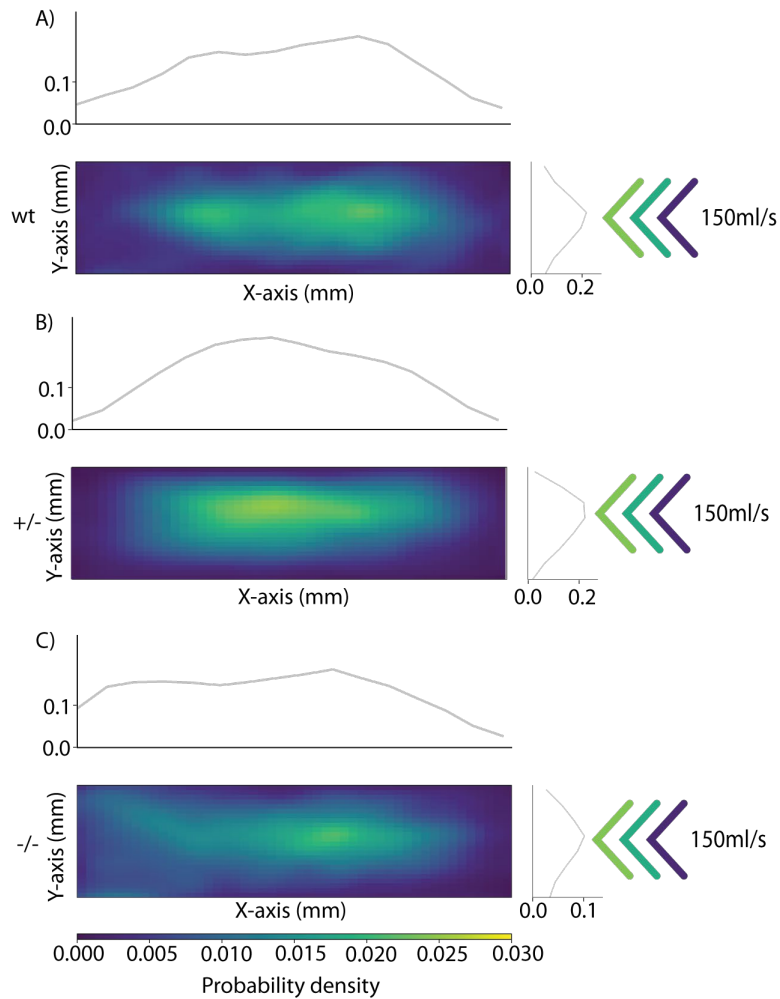 A)
0.1
0.0
wt
Y-axis (mm)
X-axis (mm)
0.0 0.2
150ml/s
B)
0.1
0.0
+/-
Y-axis (mm)
X-axis (mm)
0.0 0.2
150ml/s
C)
0.1
0.0
-/-
Y-axis (mm)
X-axis (mm)
0.0 0.1
150ml/s
0.000 0.005 0.010 0.015 0.020 0.025 0.030
Probability density